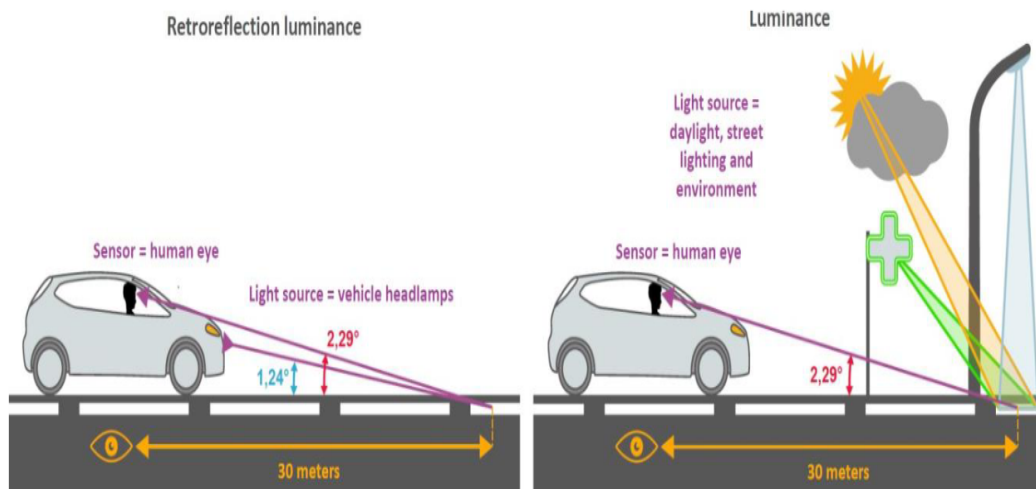 Retroreflection luminance
Sensor = human eye
Light source = vehicle headlamps
2,29°
1,24°
30 meters
Luminance
Light source =
daylight, street
lighting and
environment
Sensor = human eye
2,29°
30 meters